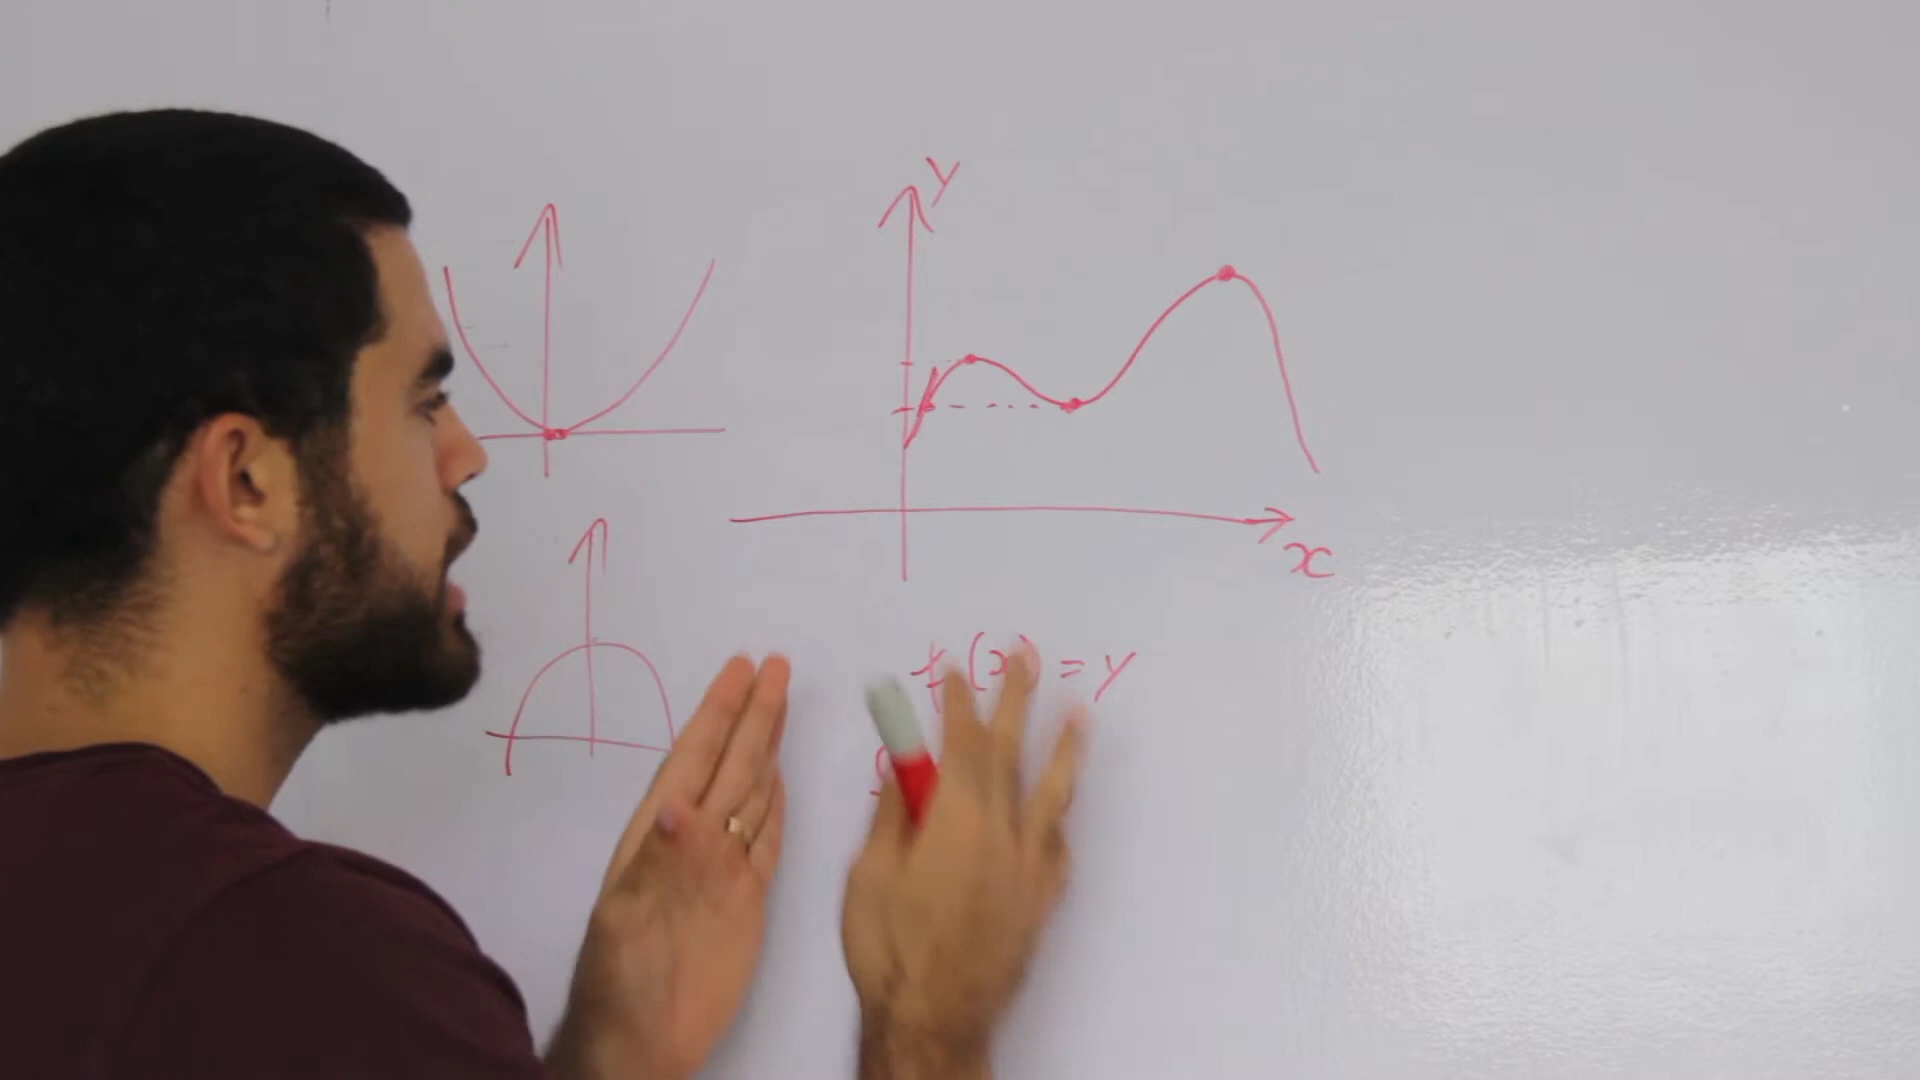 y
x
f(x) = y